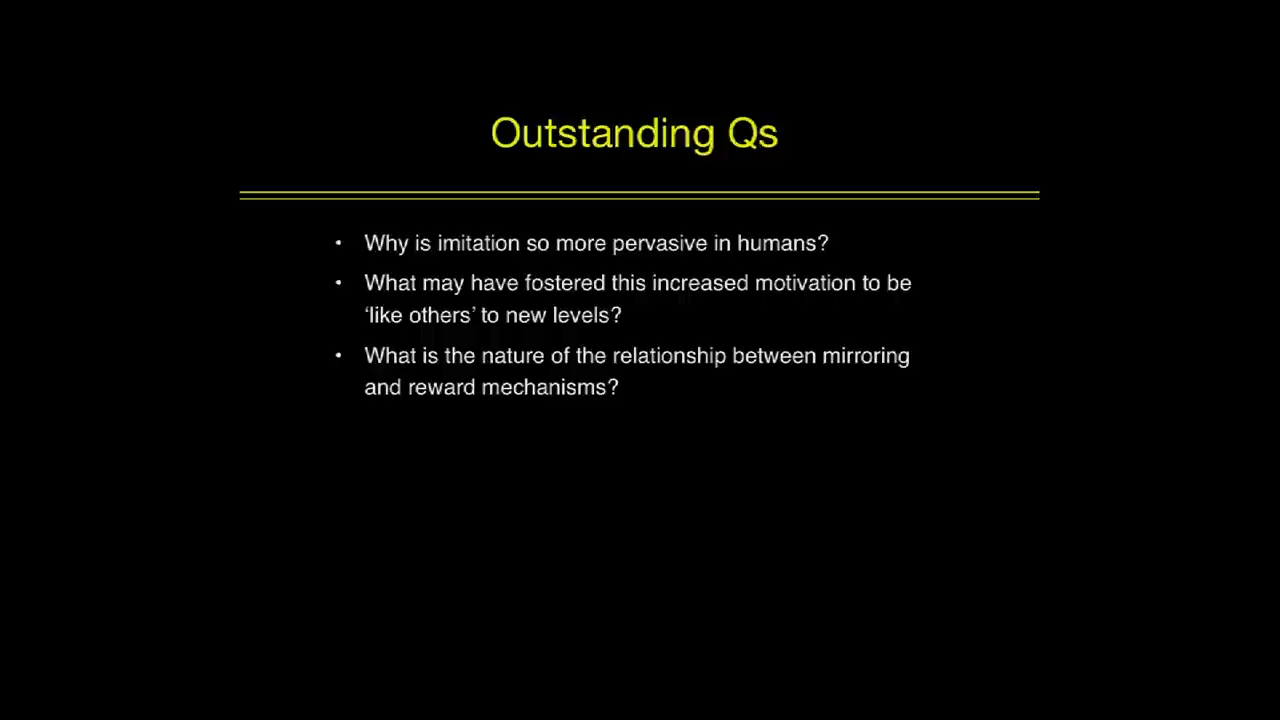 Outstanding Qs
• Why is imitation so more pervasive in humans?
• What may have fostered this increased motivation to be
‘like others’ to new levels?
• What is the nature of the relationship between mirroring
and reward mechanisms?